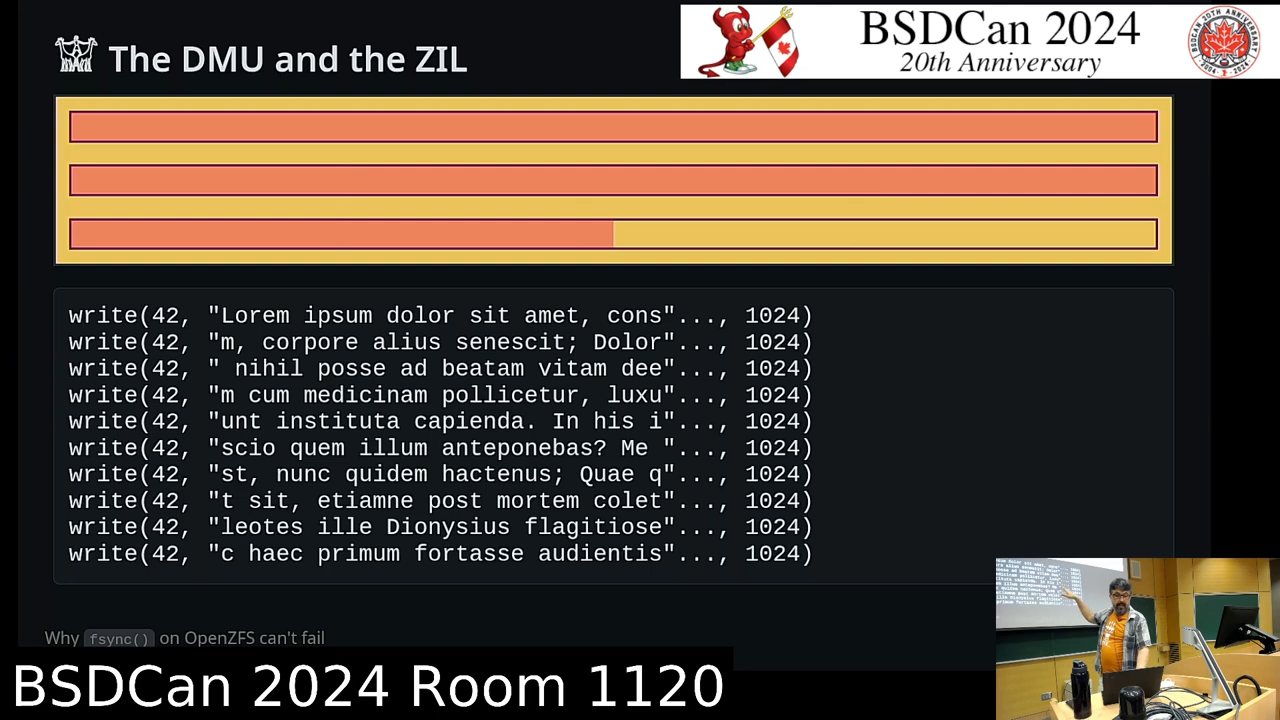 The DMU and the ZIL
BSDCan 2024
20th Anniversary
write(42, "Lorem ipsum dolor sit amet, cons"..., 1024)
write(42, "m, corpore alius senescit; Dolor"..., 1024)
write(42, " nihil posse ad beatam vitam dee"..., 1024)
write(42, "m cum medicinam pollicetur, luxu"..., 1024)
write(42, "unt instituta capienda. In his i"..., 1024)
write(42, "scio quem illum anteponebas? Me "..., 1024)
write(42, "st, nunc quidem hactenus; Quae q"..., 1024)
write(42, "t sit, etiamne post mortem colet"..., 1024)
write(42, "leotes ille Dionysius flagitiose"..., 1024)
write(42, "c haec primum fortasse audientis"..., 1024)
Why fsync() on OpenZFS can't fail
BSDCan 2024 Room 1120